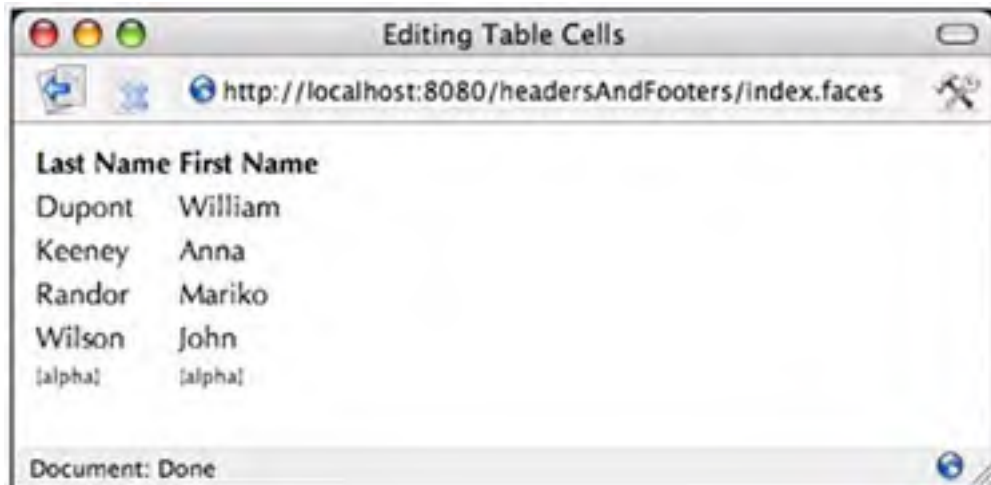 Editing Table Cells
http://localhost:8080/headersAndFooters/index.faces
Last Name First Name
Dupont William
Keeney Anna
Randor Mariko
Wilson John
[alpha] [alpha]
Document: Done